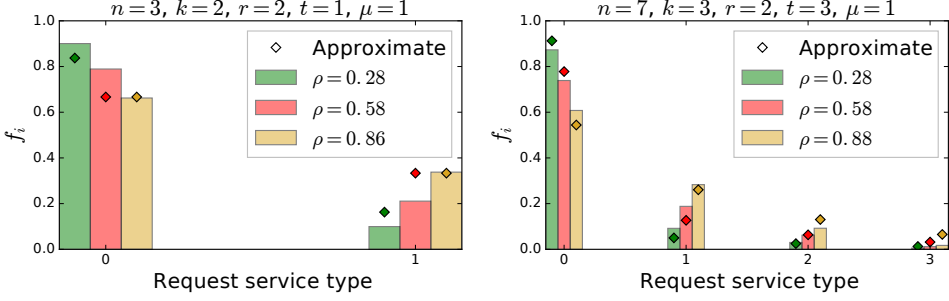 n = 3, k = 2, r = 2, t = 1, μ = 1
f_i
1.0
0.8
0.6
0.4
0.2
0.0
Approximate
ρ = 0.28
ρ = 0.58
ρ = 0.86
0 1
Request service type
n = 7, k = 3, r = 2, t = 3, μ = 1
f_i
1.0
0.8
0.6
0.4
0.2
0.0
Approximate
ρ = 0.28
ρ = 0.58
ρ = 0.88
0 1 2 3
Request service type